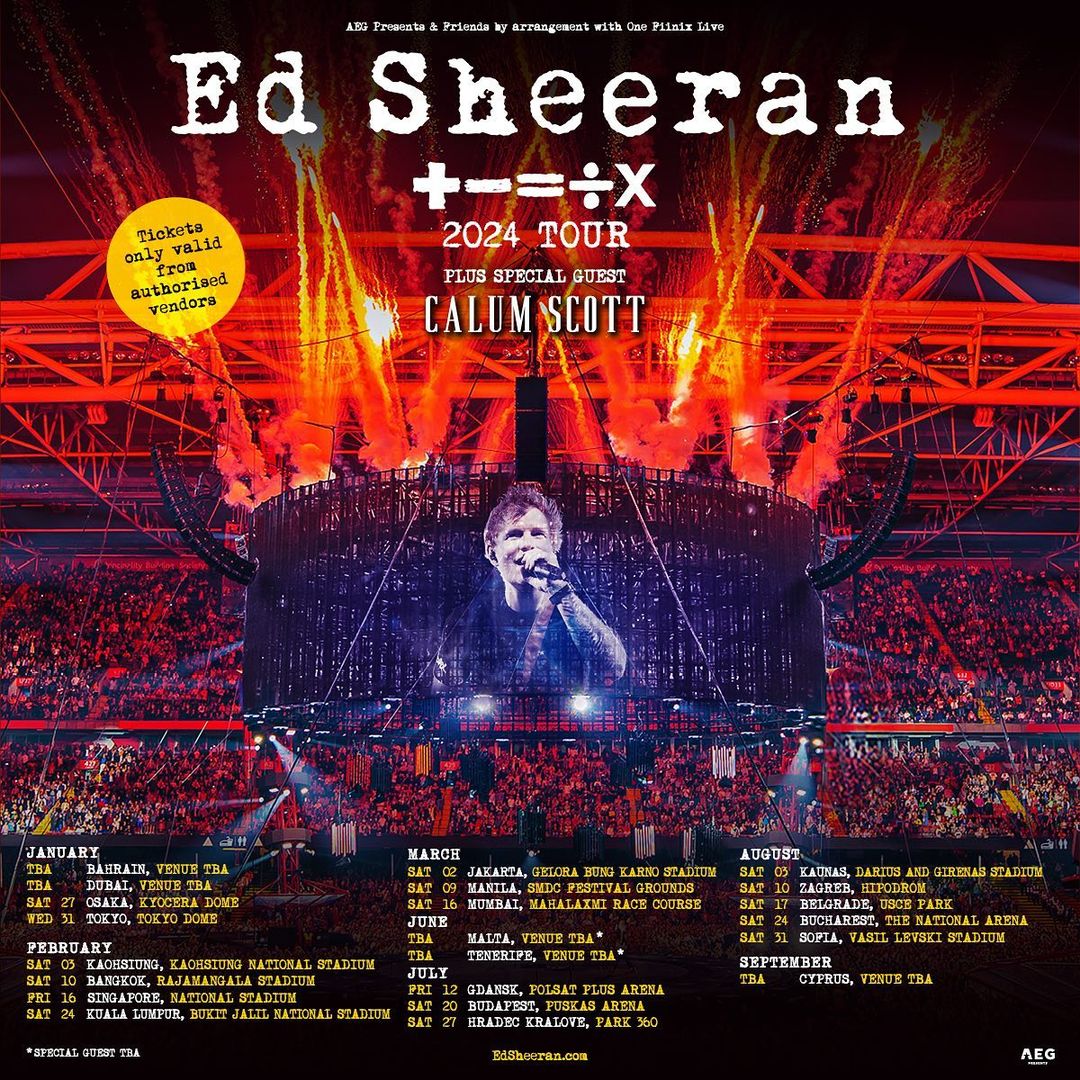 AEG Presents & Friends by arrangement with One Fiinix Live
Ed Sheeran
+-=÷x
2024 TOUR
PLUS SPECIAL GUEST
CALUM SCOTT
Tickets
only valid
from
authorised
vendors
JANUARY
TBA BAHRAIN, VENUE TBA
TBA DUBAI, VENUE TBA
SAT 27 OSAKA, KYOCERA DOME
WED 31 TOKYO, TOKYO DOME
FEBRUARY
SAT 03 KAOHSIUNG, KAOHSIUNG NATIONAL STADIUM
SAT 10 BANGKOK, RAJAMANGALA STADIUM
FRI 16 SINGAPORE, NATIONAL STADIUM
SAT 24 KUALA LUMPUR, BUKIT JALIL NATIONAL STADIUM
MARCH
SAT 02 JAKARTA, GELORA BUNG KARNO STADIUM
SAT 09 MANILA, SMDC FESTIVAL GROUNDS
SAT 16 MUMBAI, MAHALAXMI RACE COURSE
JUNE
TBA MALTA, VENUE TBA*
TBA TENERIFE, VENUE TBA*
JULY
FRI 12 GDANSK, POLSAT PLUS ARENA
SAT 20 BUDAPEST, PUSKAS ARENA
SAT 27 HRADEC KRALOVE, PARK 360
AUGUST
SAT 03 KAUNAS, DARIUS AND GIRENAS STADIUM
SAT 10 ZAGREB, HIPODROM
SAT 17 BELGRADE, USCE PARK
SAT 24 BUCHAREST, THE NATIONAL ARENA
SAT 31 SOFIA, VASIL LEVSKI STADIUM
SEPTEMBER
TBA CYPRUS, VENUE TBA
*SPECIAL GUEST TBA
EdSheeran.com
AEG
PRESENTS